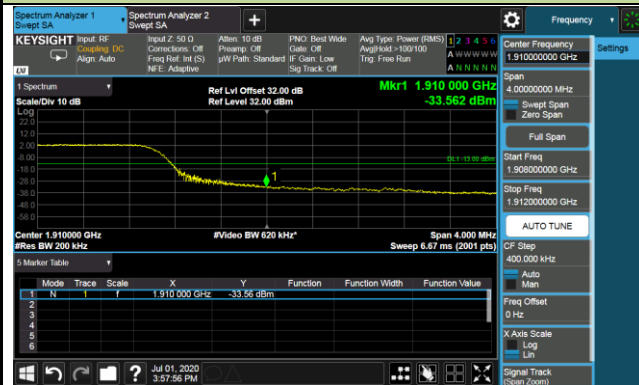 Spectrum Analyzer 1
Swept SA
Spectrum Analyzer 2
Swept SA
+
Frequency
KEYSIGHT
Input: RF
Coupling: DC
Align: Auto
Input Z: 50 Ω
Corrections: Off
Freq Ref: Int (S)
NFE: Adaptive
Atten: 10 dB
Preamp: Off
µW Path: Standard
PNO: Best Wide
Gate: Off
IF Gain: Low
Sig Track: Off
Avg Type: Power (RMS)
Avg|Hold:>100/100
Trig: Free Run
1 2 3 4 5 6
A W W W W W
A N N N N N
LXI
1 Spectrum
Scale/Div 10 dB
Ref Lvl Offset 32.00 dB
Ref Level 32.00 dBm
Mkr1 1.910 000 GHz
-33.562 dBm
Log
22.0
12.0
2.00
-8.00
-18.0
-28.0
-38.0
-48.0
-58.0
DL1 -13.00 dBm
1
Center 1.910000 GHz
#Res BW 200 kHz
#Video BW 620 kHz*
Span 4.000 MHz
Sweep 6.67 ms (2001 pts)
5 Marker Table
Mode Trace Scale X Y Function Function Width Function Value
1 N 1 f 1.910 000 GHz -33.56 dBm
2
3
4
5
6
Jul 01, 2020
3:57:56 PM
?
Center Frequency
1.910000000 GHz
Settings
Span
4.00000000 MHz
Swept Span
Zero Span
Full Span
Start Freq
1.908000000 GHz
Stop Freq
1.912000000 GHz
AUTO TUNE
CF Step
400.000 kHz
Auto
Man
Freq Offset
0 Hz
X Axis Scale
Log
Lin
Signal Track
(Span Zoom)